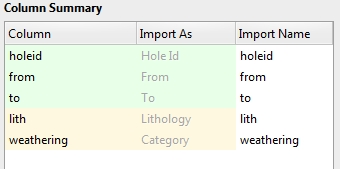 Column Summary
Column Import As Import Name
holeid Hole Id holeid
from From from
to To to
lith Lithology lith
weathering Category weathering